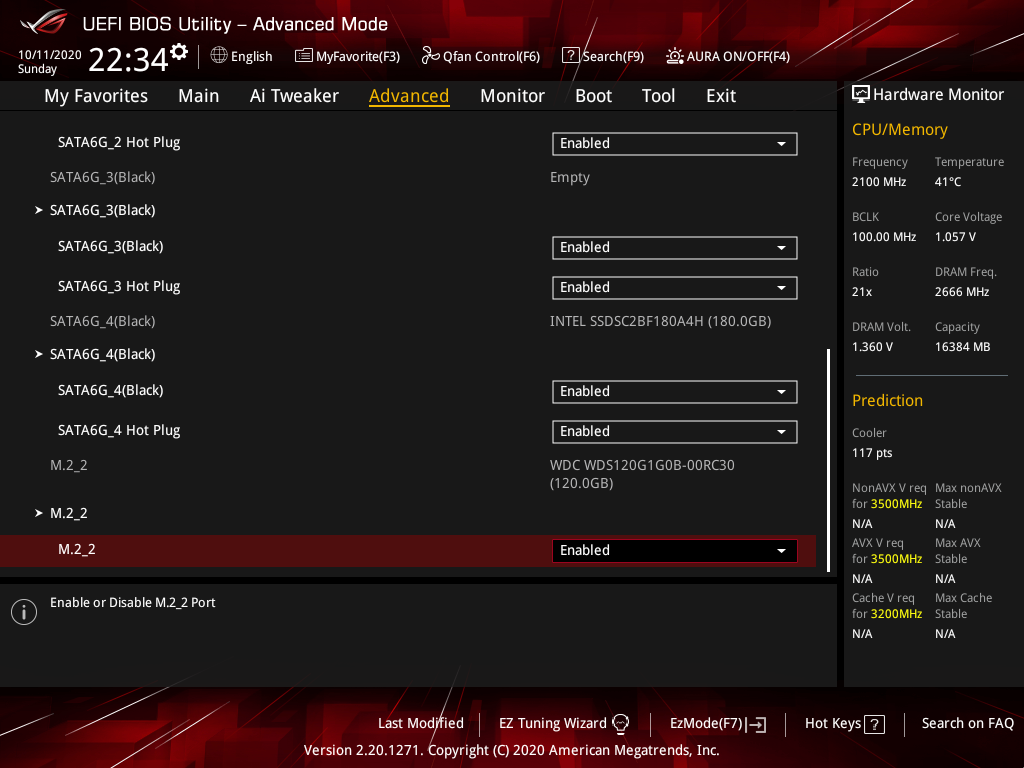 UEFI BIOS Utility – Advanced Mode
10/11/2020
Sunday
22:34
English
MyFavorite(F3)
Qfan Control(F6)
? Search(F9)
AURA ON/OFF(F4)
My Favorites Main Ai Tweaker Advanced Monitor Boot Tool Exit
SATA6G_2 Hot Plug Enabled
SATA6G_3(Black) Empty
SATA6G_3(Black)
SATA6G_3(Black) Enabled
SATA6G_3 Hot Plug Enabled
SATA6G_4(Black) INTEL SSDSC2BF180A4H (180.0GB)
SATA6G_4(Black)
SATA6G_4(Black) Enabled
SATA6G_4 Hot Plug Enabled
M.2_2 WDC WDS120G1G0B-00RC30
(120.0GB)
M.2_2
M.2_2 Enabled
Enable or Disable M.2_2 Port
Hardware Monitor
CPU/Memory
Frequency Temperature
2100 MHz 41°C
BCLK Core Voltage
100.00 MHz 1.057 V
Ratio DRAM Freq.
21x 2666 MHz
DRAM Volt. Capacity
1.360 V 16384 MB
Prediction
Cooler
117 pts
NonAVX V req Max nonAVX
for 3500MHz Stable
N/A N/A
AVX V req Max AVX
for 3500MHz Stable
N/A N/A
Cache V req Max Cache
for 3200MHz Stable
N/A N/A
Last Modified EZ Tuning Wizard EzMode(F7) Hot Keys ? Search on FAQ
Version 2.20.1271. Copyright (C) 2020 American Megatrends, Inc.